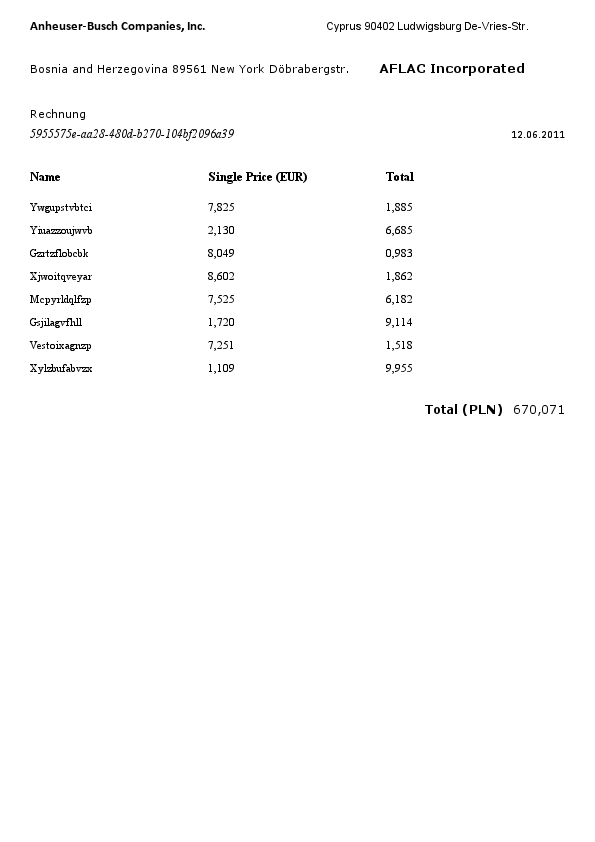 Anheuser-Busch Companies, Inc. Cyprus 90402 Ludwigsburg De-Vries-Str.
Bosnia and Herzegovina 89561 New York Döbrabergstr. AFLAC Incorporated
Rechnung
5955575e-aa28-480d-b270-104bf2096a39 12.06.2011
Name Single Price (EUR) Total
Ywgupstvbtei 7,825 1,885
Yiuazzoujwvb 2,130 6,685
Gzrtzflobcbk 8,049 0,983
Xjwoitqveyar 8,602 1,862
Mcpyrldqlfzp 7,525 6,182
Gsjilagvfhll 1,720 9,114
Vestoixagnzp 7,251 1,518
Xylzbufabvzx 1,109 9,955
Total (PLN) 670,071